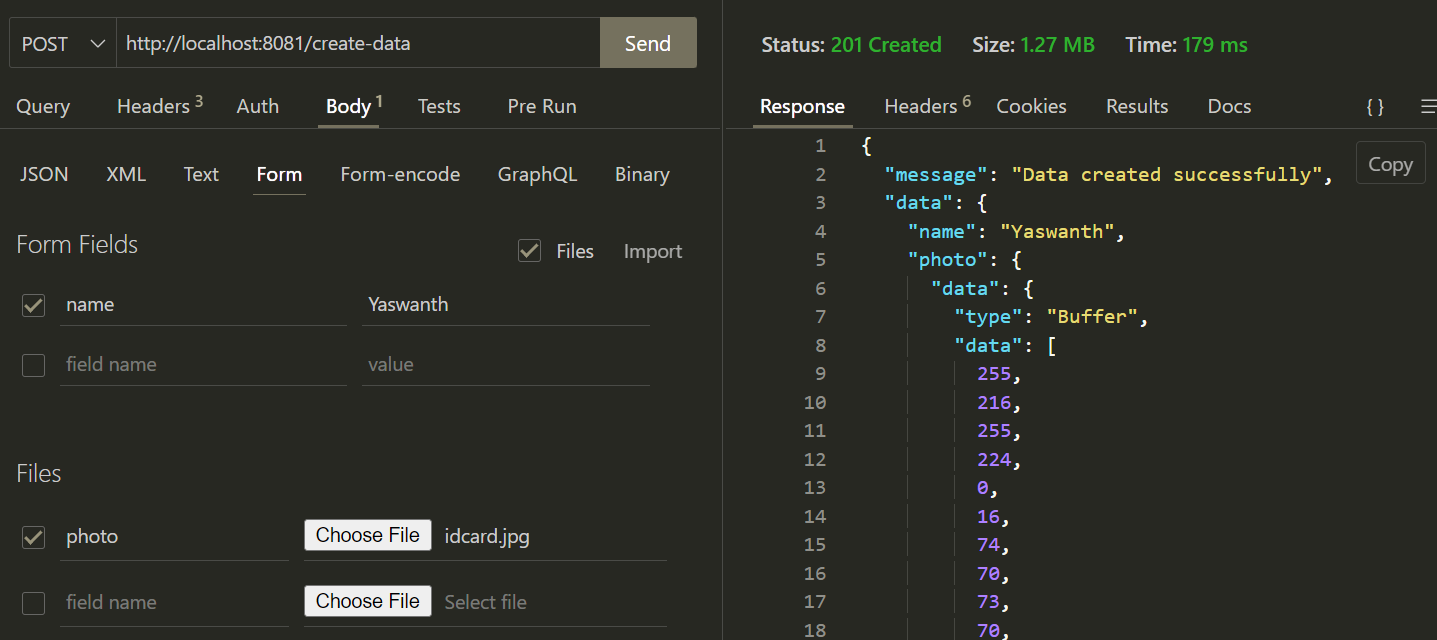 POST http://localhost:8081/create-data Send
Query Headers 3 Auth Body 1 Tests Pre Run
JSON XML Text Form Form-encode GraphQL Binary
Form Fields Files Import
name Yaswanth
field name value
Files
photo Choose File idcard.jpg
field name Choose File Select file
Status: 201 Created Size: 1.27 MB Time: 179 ms
Response Headers 6 Cookies Results Docs { }
Copy
1 {
2 "message": "Data created successfully",
3 "data": {
4 "name": "Yaswanth",
5 "photo": {
6 "data": {
7 "type": "Buffer",
8 "data": [
9 255,
10 216,
11 255,
12 224,
13 0,
14 16,
15 74,
16 70,
17 73,
18 70,